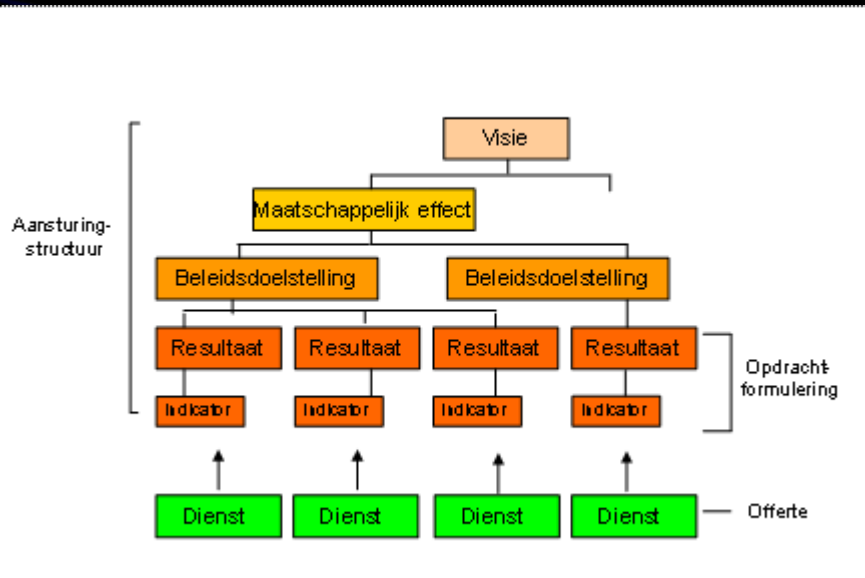 Visie
Maatschappelijk effect
Aansturing-
structuur
Beleidsdoelstelling Beleidsdoelstelling
Resultaat Resultaat Resultaat Resultaat
Opdracht-
formulering
Indicator Indicator Indicator Indicator
Dienst Dienst Dienst Dienst
Offerte